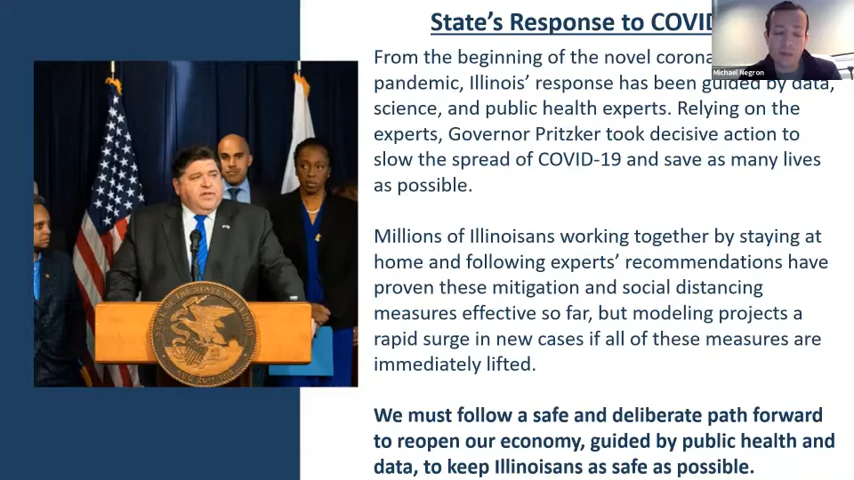 State's Response to COVID
From the beginning of the novel corona
pandemic, Illinois' response has been guided by data,
science, and public health experts. Relying on the
experts, Governor Pritzker took decisive action to
slow the spread of COVID-19 and save as many lives
as possible.
Millions of Illinoisans working together by staying at
home and following experts' recommendations have
proven these mitigation and social distancing
measures effective so far, but modeling projects a
rapid surge in new cases if all of these measures are
immediately lifted.
We must follow a safe and deliberate path forward
to reopen our economy, guided by public health and
data, to keep Illinoisans as safe as possible.
Michael Negron